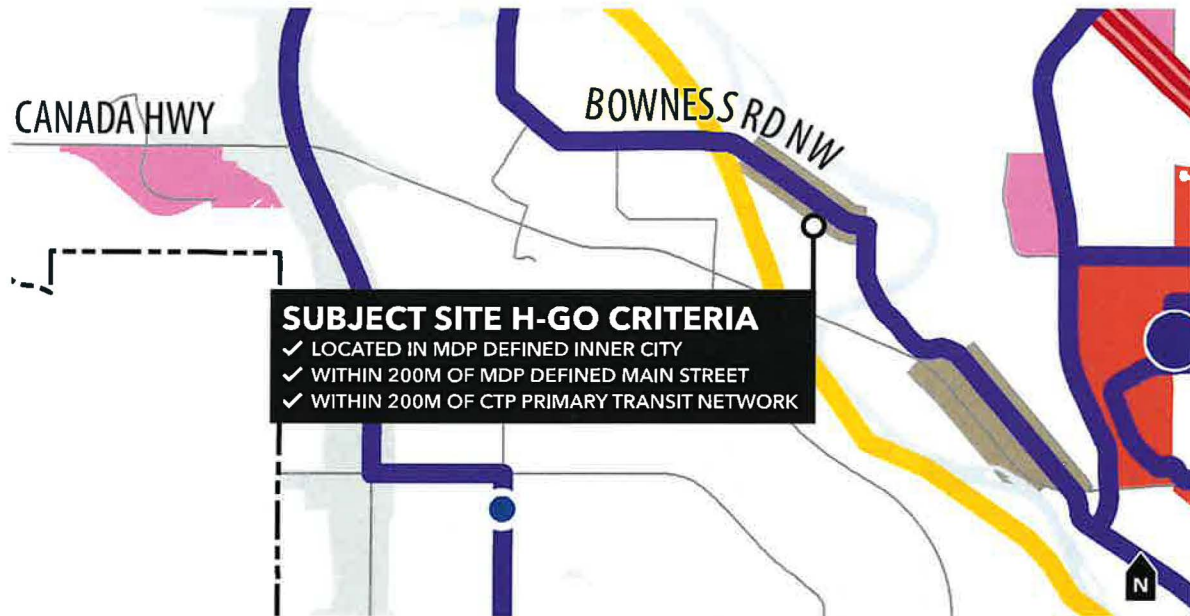 CANADA HWY
BOWNESS RD NW
SUBJECT SITE H-GO CRITERIA
✓ LOCATED IN MDP DEFINED INNER CITY
✓ WITHIN 200M OF MDP DEFINED MAIN STREET
✓ WITHIN 200M OF CTP PRIMARY TRANSIT NETWORK
N